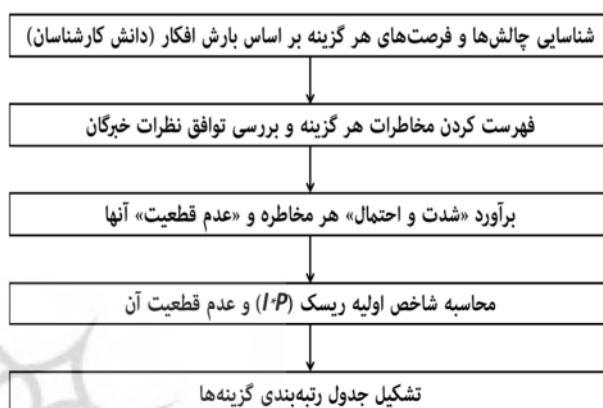 شناسایی چالش‌ها و فرصت‌های هر گزینه بر اساس بارش افکار (دانش کارشناسان)
فهرست کردن مخاطرات هر گزینه و بررسی توافق نظرات خبرگان
برآورد «شدت و احتمال» هر مخاطره و «عدم قطعیت» آنها
محاسبه شاخص اولیه ریسک (I*P) و عدم قطعیت آن
تشکیل جدول رتبه‌بندی گزینه‌ها